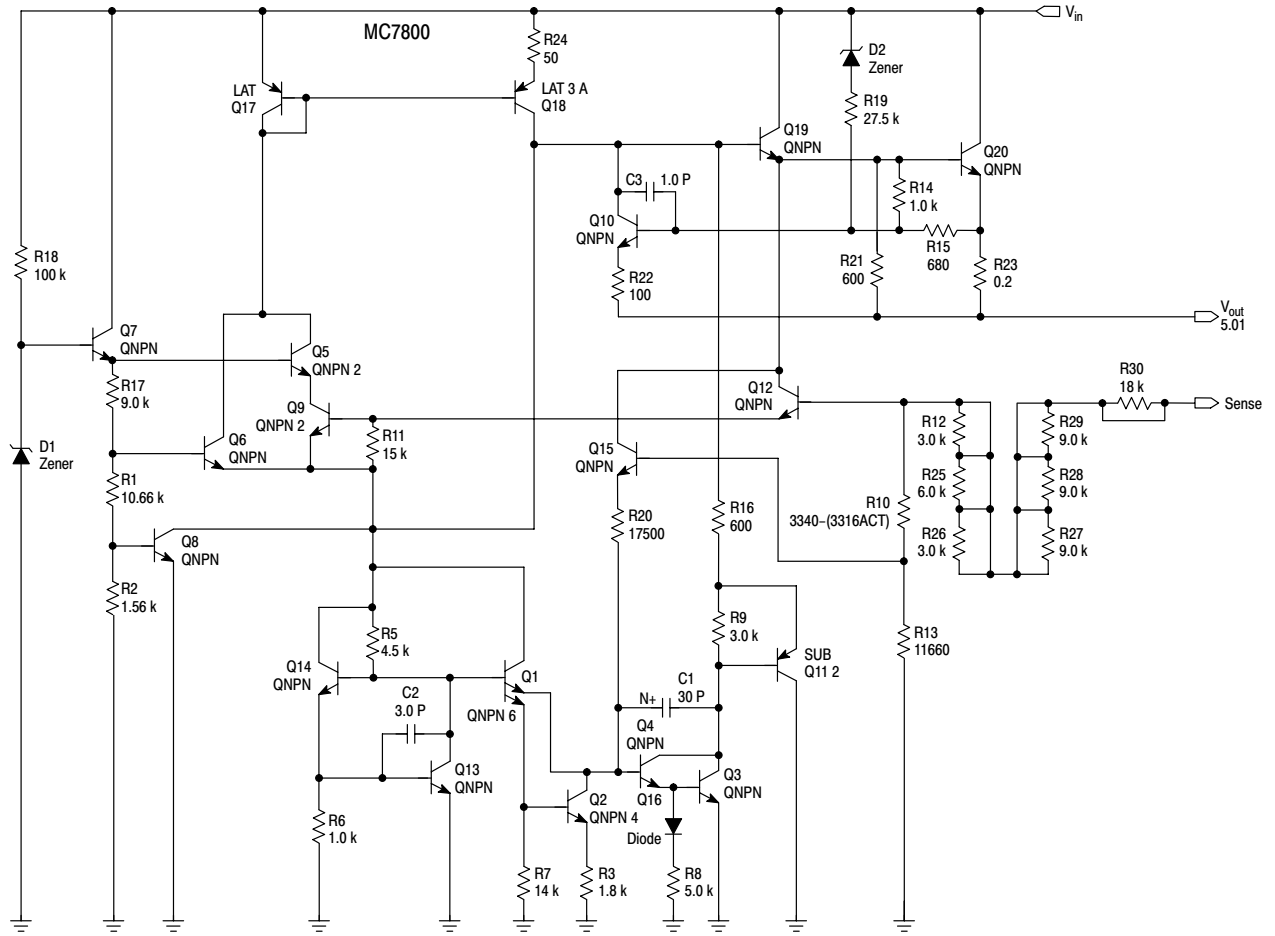 MC7800
V_in
R24
50
D2
Zener
LAT
Q17
LAT 3 A
Q18
R19
27.5 k
Q19
QNPN
Q20
QNPN
C3
1.0 P
R14
1.0 k
Q10
QNPN
R15
680
R18
100 k
R21
600
R23
0.2
R22
100
V_out
5.01
Q7
QNPN
Q5
QNPN 2
R30
18 k
R17
9.0 k
Q12
QNPN
Sense
Q9
QNPN 2
R12
3.0 k
R29
9.0 k
R11
15 k
Q6
QNPN
D1
Zener
Q15
QNPN
R25
6.0 k
R28
9.0 k
R1
10.66 k
R16
600
R10
3340–(3316ACT)
R20
17500
R26
3.0 k
R27
9.0 k
Q8
QNPN
R2
1.56 k
R9
3.0 k
R13
11660
R5
4.5 k
SUB
Q11 2
Q14
QNPN
Q1
QNPN 6
C1
N+
30 P
C2
3.0 P
Q4
QNPN
Q13
QNPN
Q3
QNPN
Q16
Q2
QNPN 4
R6
1.0 k
Diode
R7
14 k
R3
1.8 k
R8
5.0 k